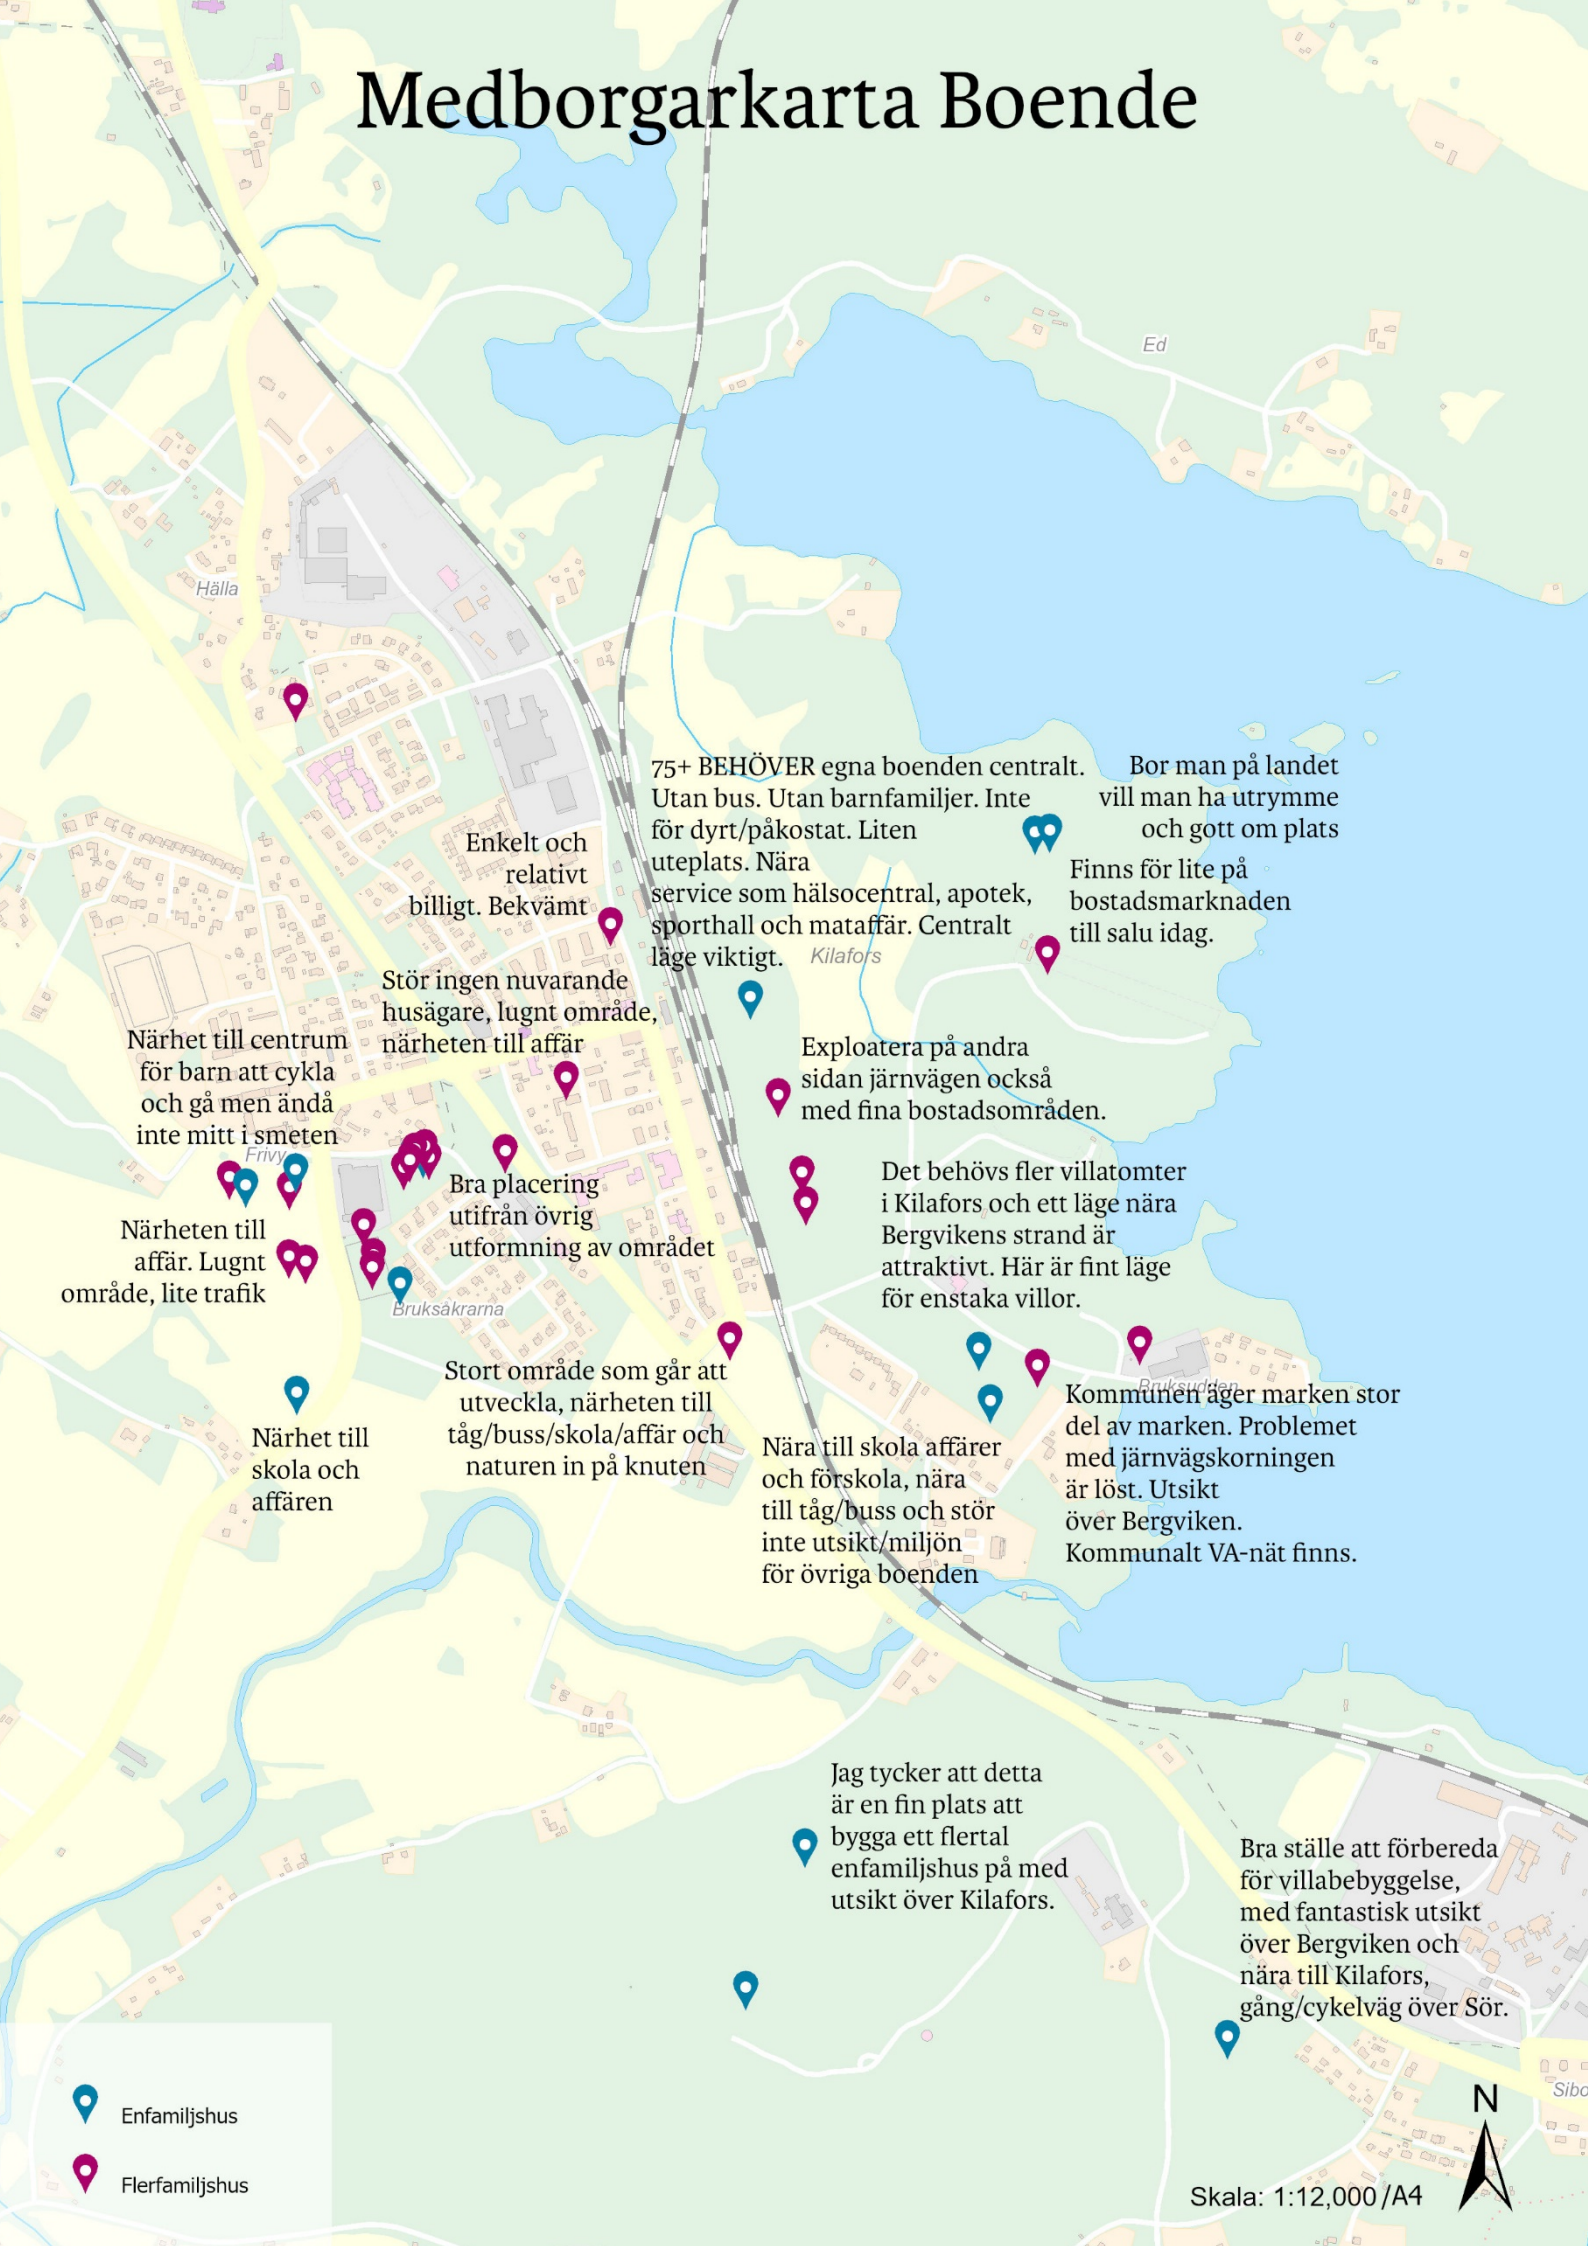 Medborgarkarta Boende
Ed
Hälla
75+ BEHÖVER egna boenden centralt.
Utan bus. Utan barnfamiljer. Inte
för dyrt/påkostat. Liten
uteplats. Nära
service som hälsocentral, apotek,
sporthall och mataffär. Centralt
läge viktigt.
Bor man på landet
vill man ha utrymme
och gott om plats
Finns för lite på
bostadsmarknaden
till salu idag.
Kilafors
Enkelt och
relativt
billigt. Bekvämt
Stör ingen nuvarande
husägare, lugnt område,
närheten till affär
Närhet till centrum
för barn att cykla
och gå men ändå
inte mitt i smeten
Frivy
Exploatera på andra
sidan järnvägen också
med fina bostadsområden.
Bra placering
utifrån övrig
utformning av området
Det behövs fler villatomter
i Kilafors och ett läge nära
Bergvikens strand är
attraktivt. Här är fint läge
för enstaka villor.
Närheten till
affär. Lugnt
område, lite trafik
Bruksåkrarna
Stort område som går att
utveckla, närheten till
tåg/buss/skola/affär och
naturen in på knuten
Bruksudden
Kommunen äger marken stor
del av marken. Problemet
med järnvägskorningen
är löst. Utsikt
över Bergviken.
Kommunalt VA-nät finns.
Närhet till
skola och
affären
Nära till skola affärer
och förskola, nära
till tåg/buss och stör
inte utsikt/miljön
för övriga boenden
Jag tycker att detta
är en fin plats att
bygga ett flertal
enfamiljshus på med
utsikt över Kilafors.
Bra ställe att förbereda
för villabebyggelse,
med fantastisk utsikt
över Bergviken och
nära till Kilafors,
gång/cykelväg över Sör.
Sibo
Enfamiljshus
Flerfamiljshus
N
Skala: 1:12,000/A4